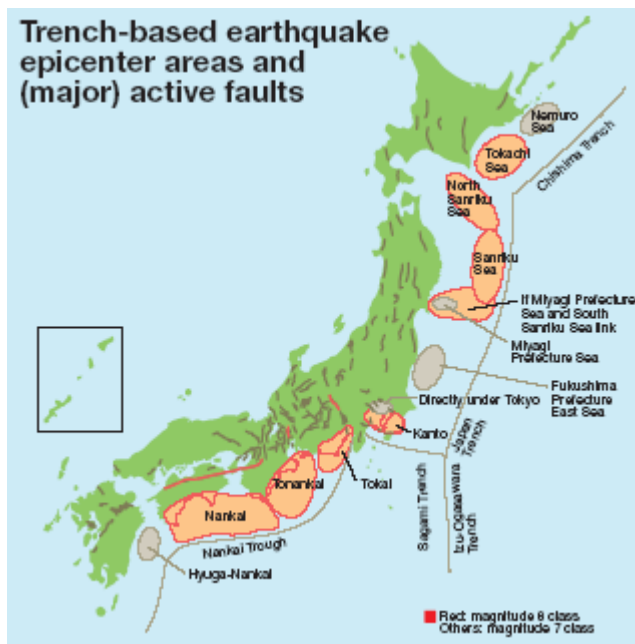 Trench-based earthquake
epicenter areas and
(major) active faults
Nemuro
Sea
Tokachi
Sea
Chishima Trench
North
Sanriku
Sea
Sanriku
Sea
If Miyagi Prefecture
Sea and South
Sanriku Sea link
Miyagi
Prefecture Sea
Fukushima
Prefecture
East Sea
Directly under Tokyo
Kanto
Japan
Trench
Tokai
Tonankai
Nankai
Sagami Trench
Izu-Ogasawara
Trench
Nankai Trough
Hyuga-Nankai
Red: magnitude 8 class
Others: magnitude 7 class